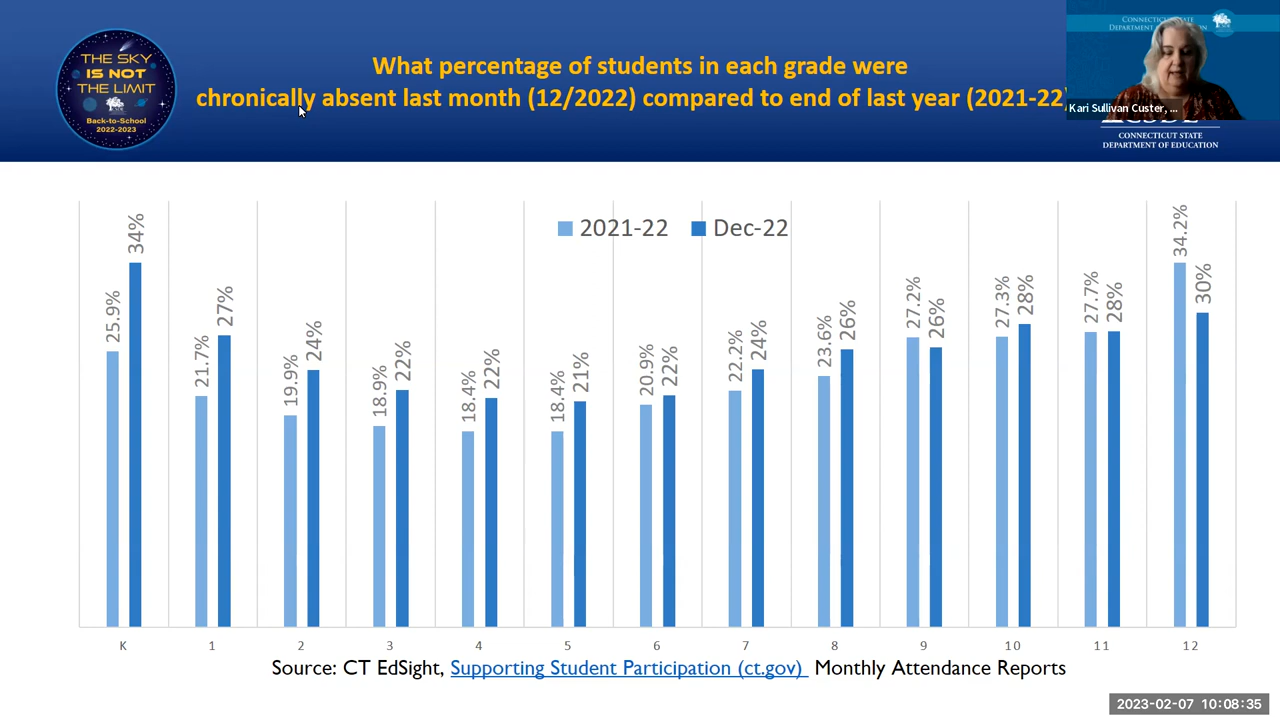 THE SKY
IS NOT
THE LIMIT
Back-to-School
2022-2023
What percentage of students in each grade were
chronically absent last month (12/2022) compared to end of last year (2021-22)
CONNECTICUT STATE
DEPARTMENT OF EDUCATION
Kari Sullivan Custer, ...
CONNECTICUT STATE
DEPARTMENT OF EDUCATION
2021-22 Dec-22
25.9% 34% 21.7% 27% 19.9% 24% 18.9% 22% 18.4% 22% 18.4% 21% 20.9% 22% 22.2% 24% 23.6% 26% 27.2% 26% 27.3% 28% 27.7% 28% 34.2% 30%
K 1 2 3 4 5 6 7 8 9 10 11 12
Source: CT EdSight, Supporting Student Participation (ct.gov) Monthly Attendance Reports
2023-02-07 10:08:35